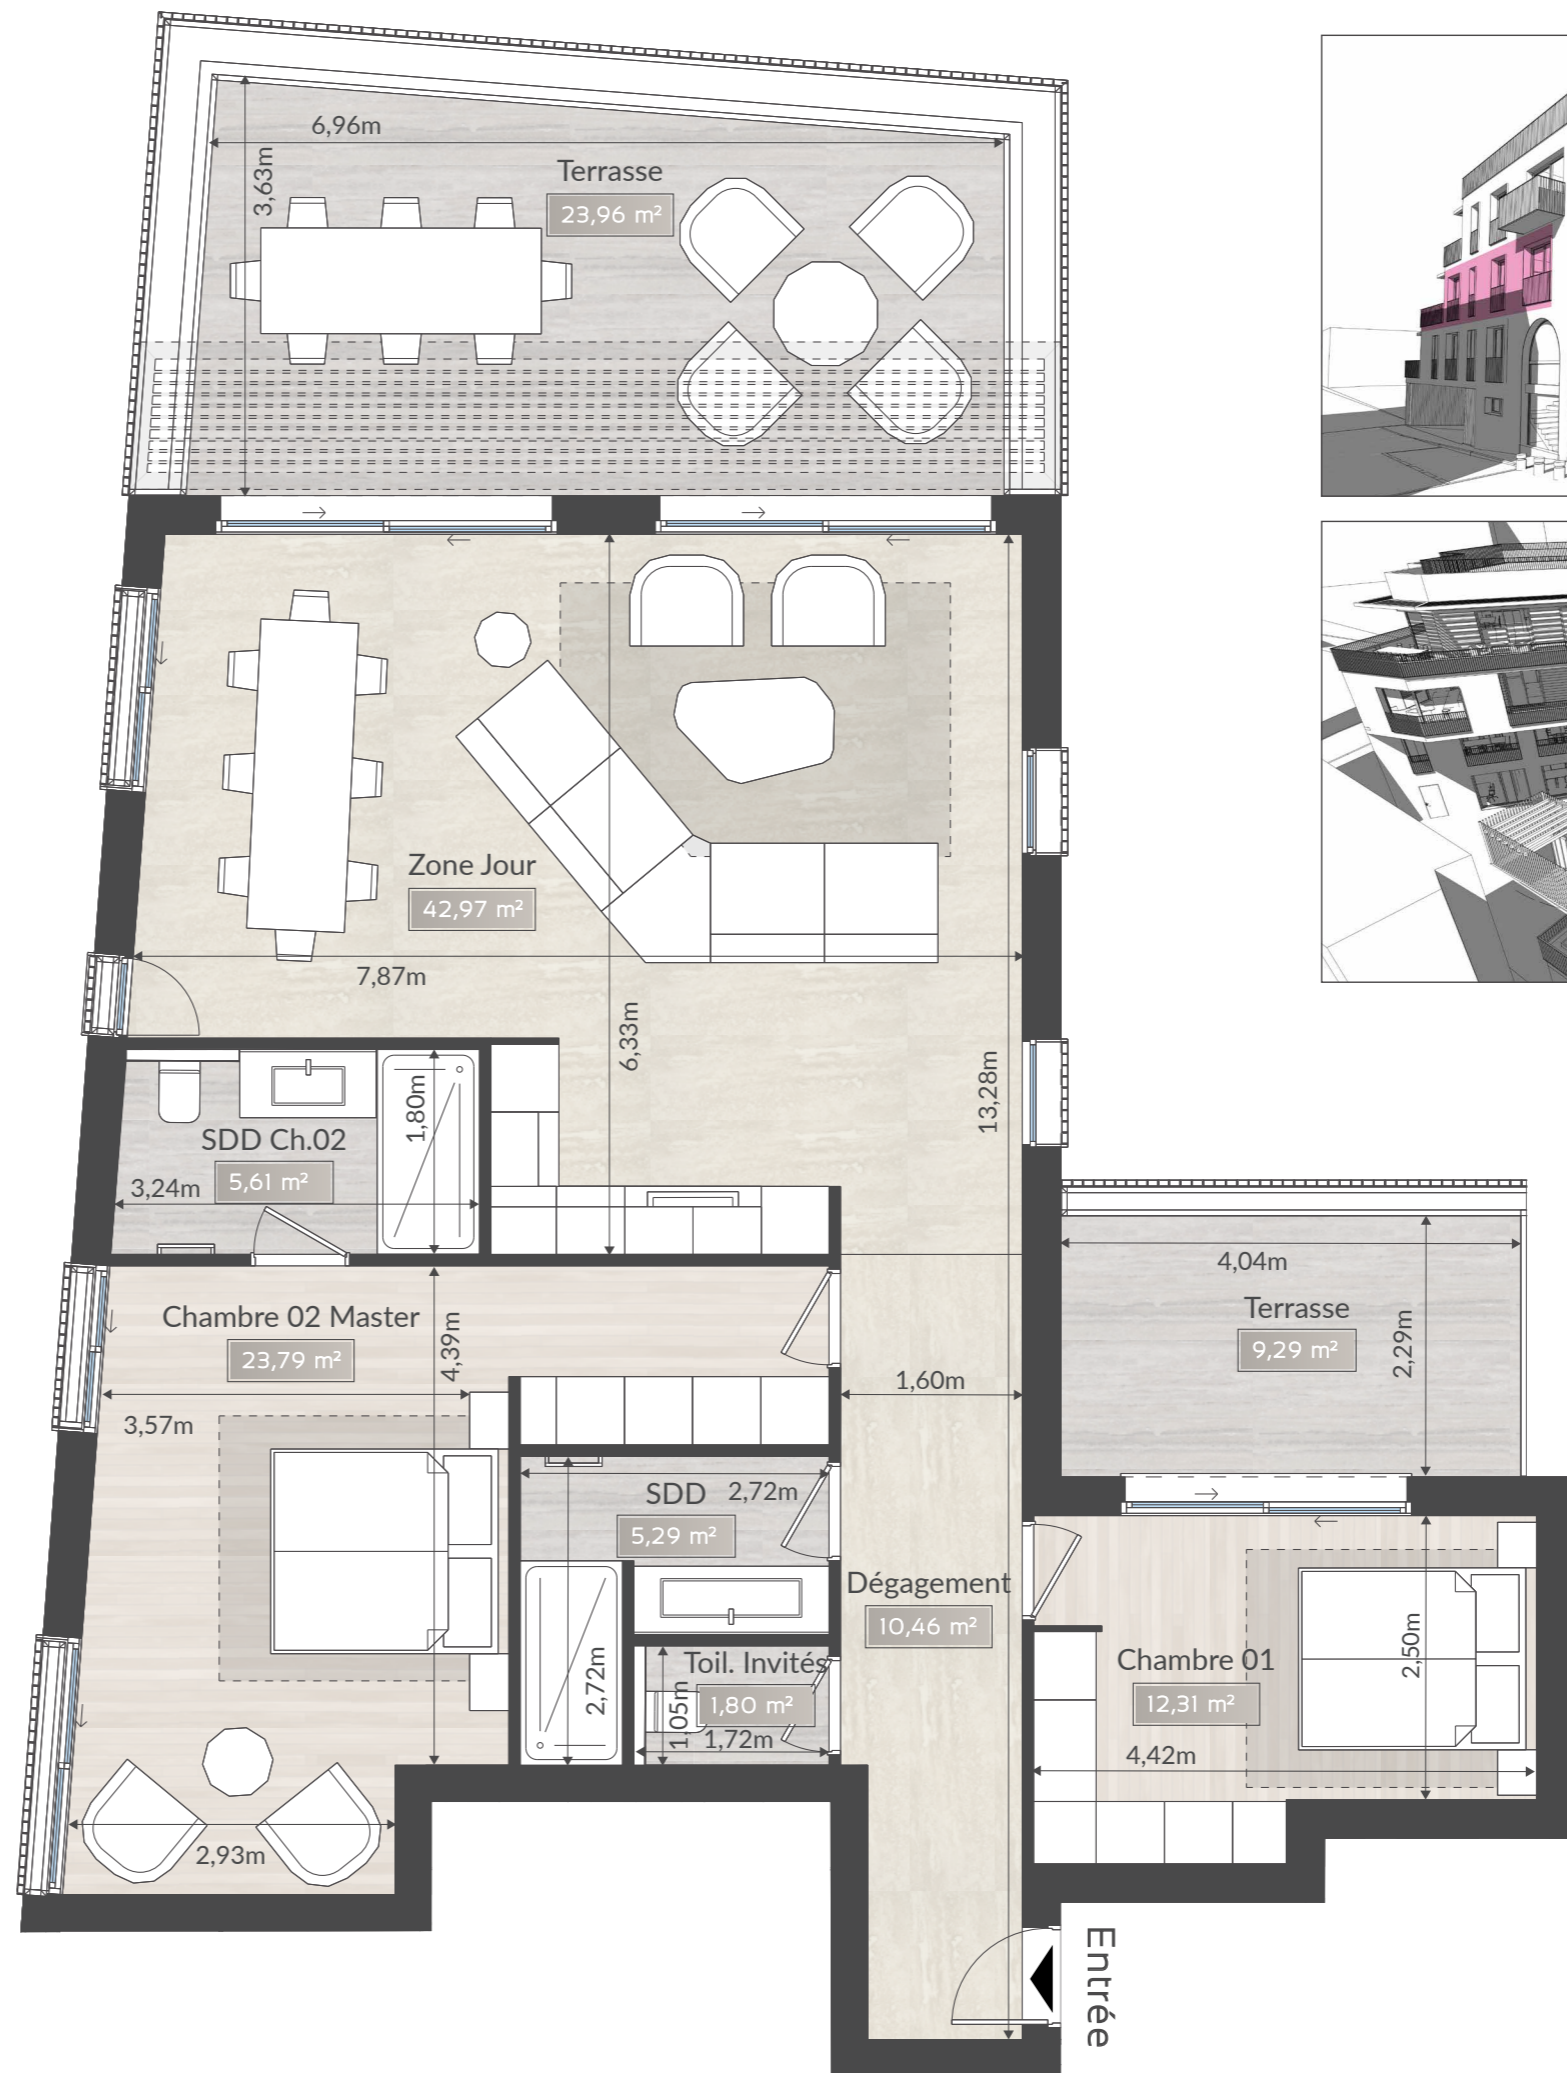 6,96m
3,63m
Terrasse
23,96 m²
Zone Jour
42,97 m²
7,87m
6,33m
13,28m
1,80m
SDD Ch.02
5,61 m²
3,24m
4,04m
Terrasse
9,29 m²
2,29m
Chambre 02 Master
23,79 m²
4,39m
3,57m
1,60m
SDD
2,72m
5,29 m²
Dégagement
10,46 m²
2,72m
Toil. Invités
1,80 m²
1,05m
1,72m
Chambre 01
12,31 m²
2,50m
4,42m
2,93m
Entrée